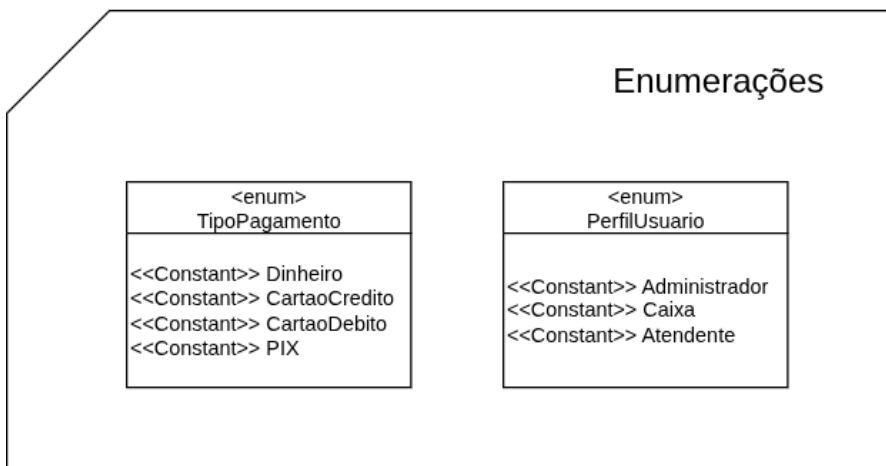 Enumerações
<enum>
TipoPagamento
<<Constant>> Dinheiro
<<Constant>> CartaoCredito
<<Constant>> CartaoDebito
<<Constant>> PIX
<enum>
PerfilUsuario
<<Constant>> Administrador
<<Constant>> Caixa
<<Constant>> Atendente